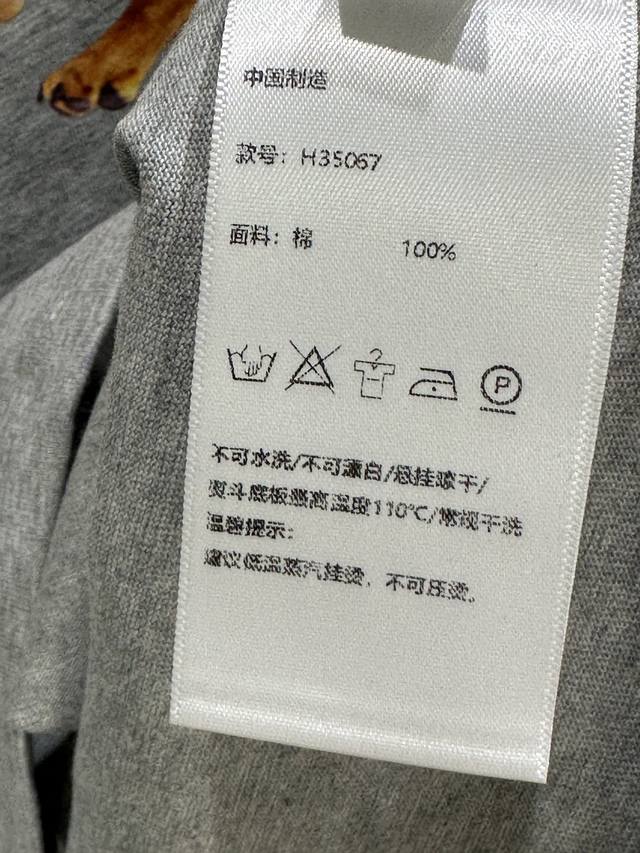 中国制造
款号：H35067
面料：棉 100%
P
不可水洗/不可漂白/悬挂晾干/
熨斗底板最高温度110℃/常规干洗
温馨提示：
建议低温蒸汽挂烫，不可压烫。